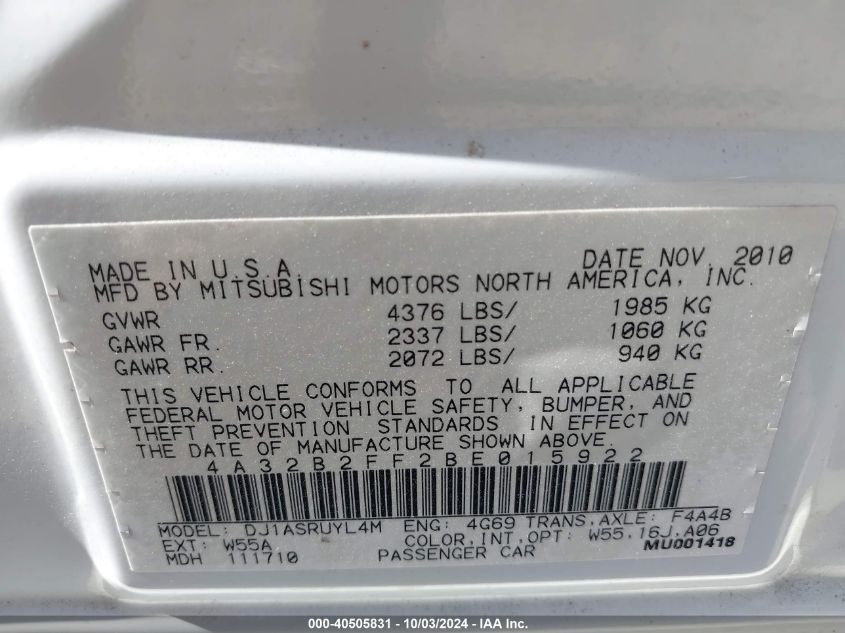 MADE IN U.S.A. DATE NOV, 2010
MFD BY MITSUBISHI MOTORS NORTH AMERICA, INC.
GVWR 4376 LBS/ 1985 KG
GAWR FR. 2337 LBS/ 1060 KG
GAWR RR. 2072 LBS/ 940 KG
THIS VEHICLE CONFORMS TO ALL APPLICABLE
FEDERAL MOTOR VEHICLE SAFETY, BUMPER, AND
THEFT PREVENTION STANDARDS IN EFFECT ON
THE DATE OF MANUFACTURE SHOWN ABOVE.
4A32B2FF2BE015922
MODEL: DJ1ASRUYL4M ENG: 4G69 TRANS,AXLE: F4A4B
EXT: W55A COLOR,INT,OPT: W55,16J,A06
MDH 111710 PASSENGER CAR MU001418
000-40505831 - 10/03/2024 - IAA Inc.